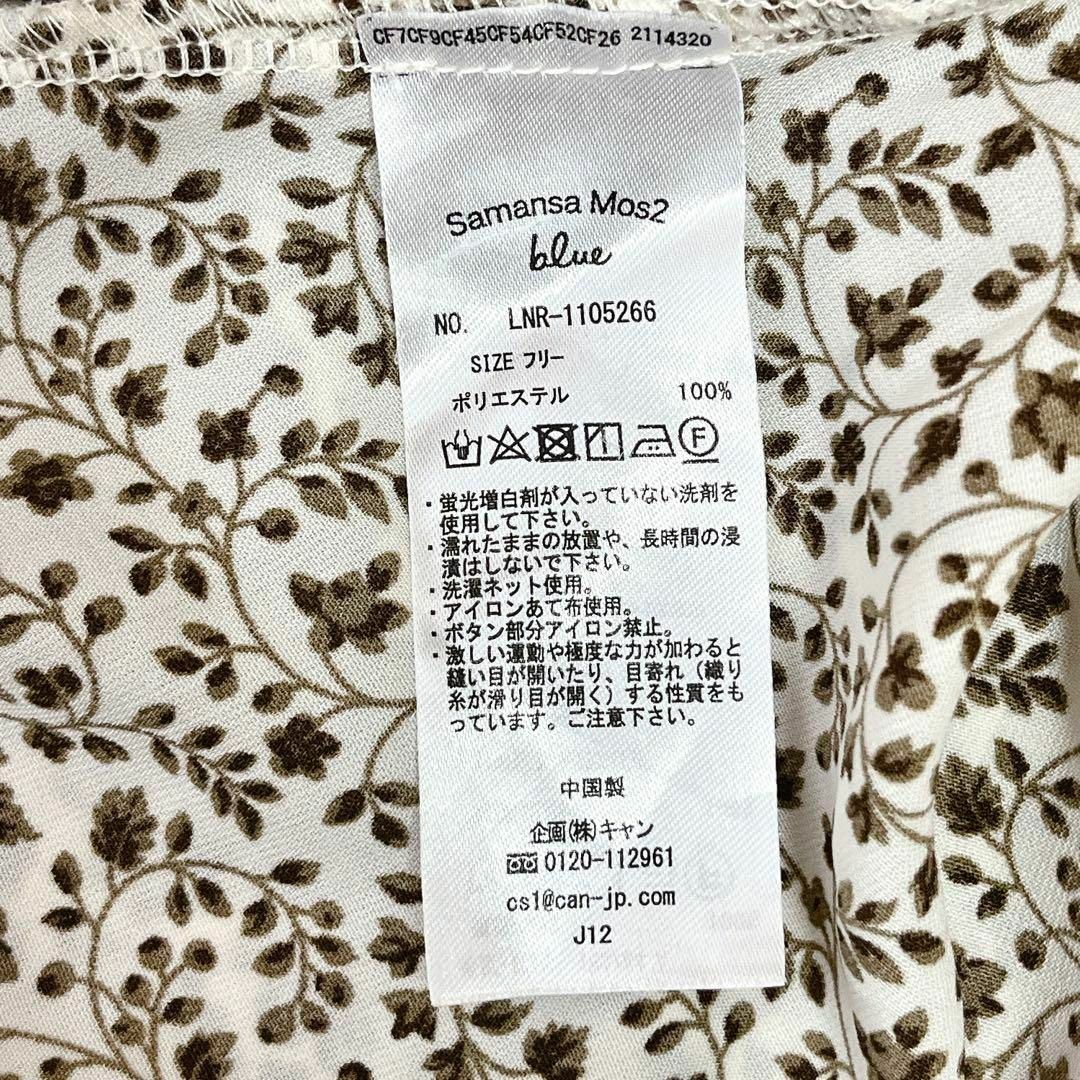 CF7CF9CF45CF54CF52CF26 2114320
Samansa Mos2
blue
NO. LNR-1105266
SIZE フリー
ポリエステル 100%
F
・蛍光増白剤が入っていない洗剤を
使用して下さい。
・濡れたままの放置や、長時間の浸
漬はしないで下さい。
・洗濯ネット使用。
・アイロンあて布使用。
・ボタン部分アイロン禁止。
・激しい運動や極度な力が加わると
縫い目が開いたり、目寄れ（織り
糸が滑り目が開く）する性質をも
っています。ご注意下さい。
中国製
企画(株)キャン
0120-112961
cs1@can-jp.com
J12